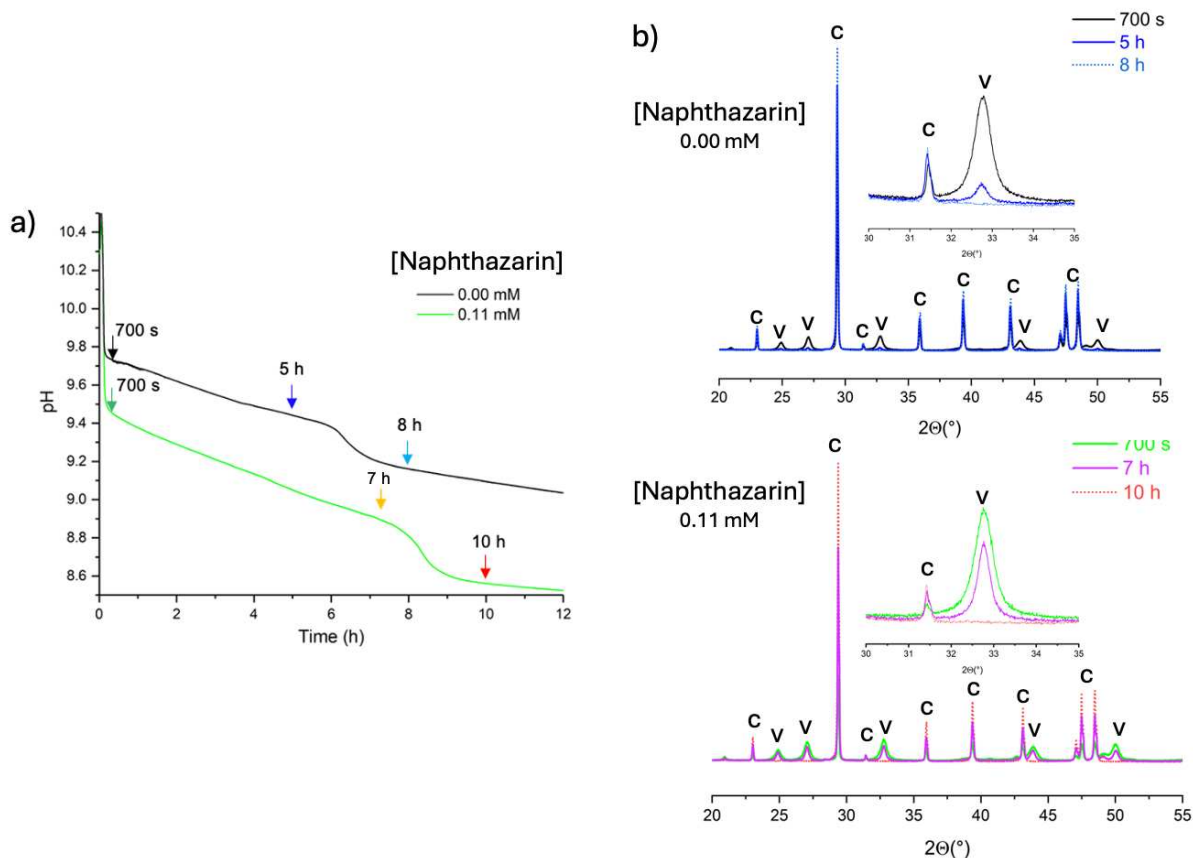 a)
[Naphthazarin]
0.00 mM
0.11 mM
10.4
10.2
10.0
9.8
9.6
9.4
9.2
9.0
8.8
8.6
pH
700 s
700 s
5 h
8 h
7 h
10 h
0 2 4 6 8 10 12
Time (h)
b)
[Naphthazarin]
0.00 mM
700 s
5 h
8 h
C
V
C
30 31 32 33 34 35
2Θ(°)
C V V C V C C C V C V
20 25 30 35 40 45 50 55
2Θ(°)
[Naphthazarin]
0.11 mM
700 s
7 h
10 h
C
V
C
30 31 32 33 34 35
2Θ(°)
C V V C V C C C V C V
20 25 30 35 40 45 50 55
2Θ(°)